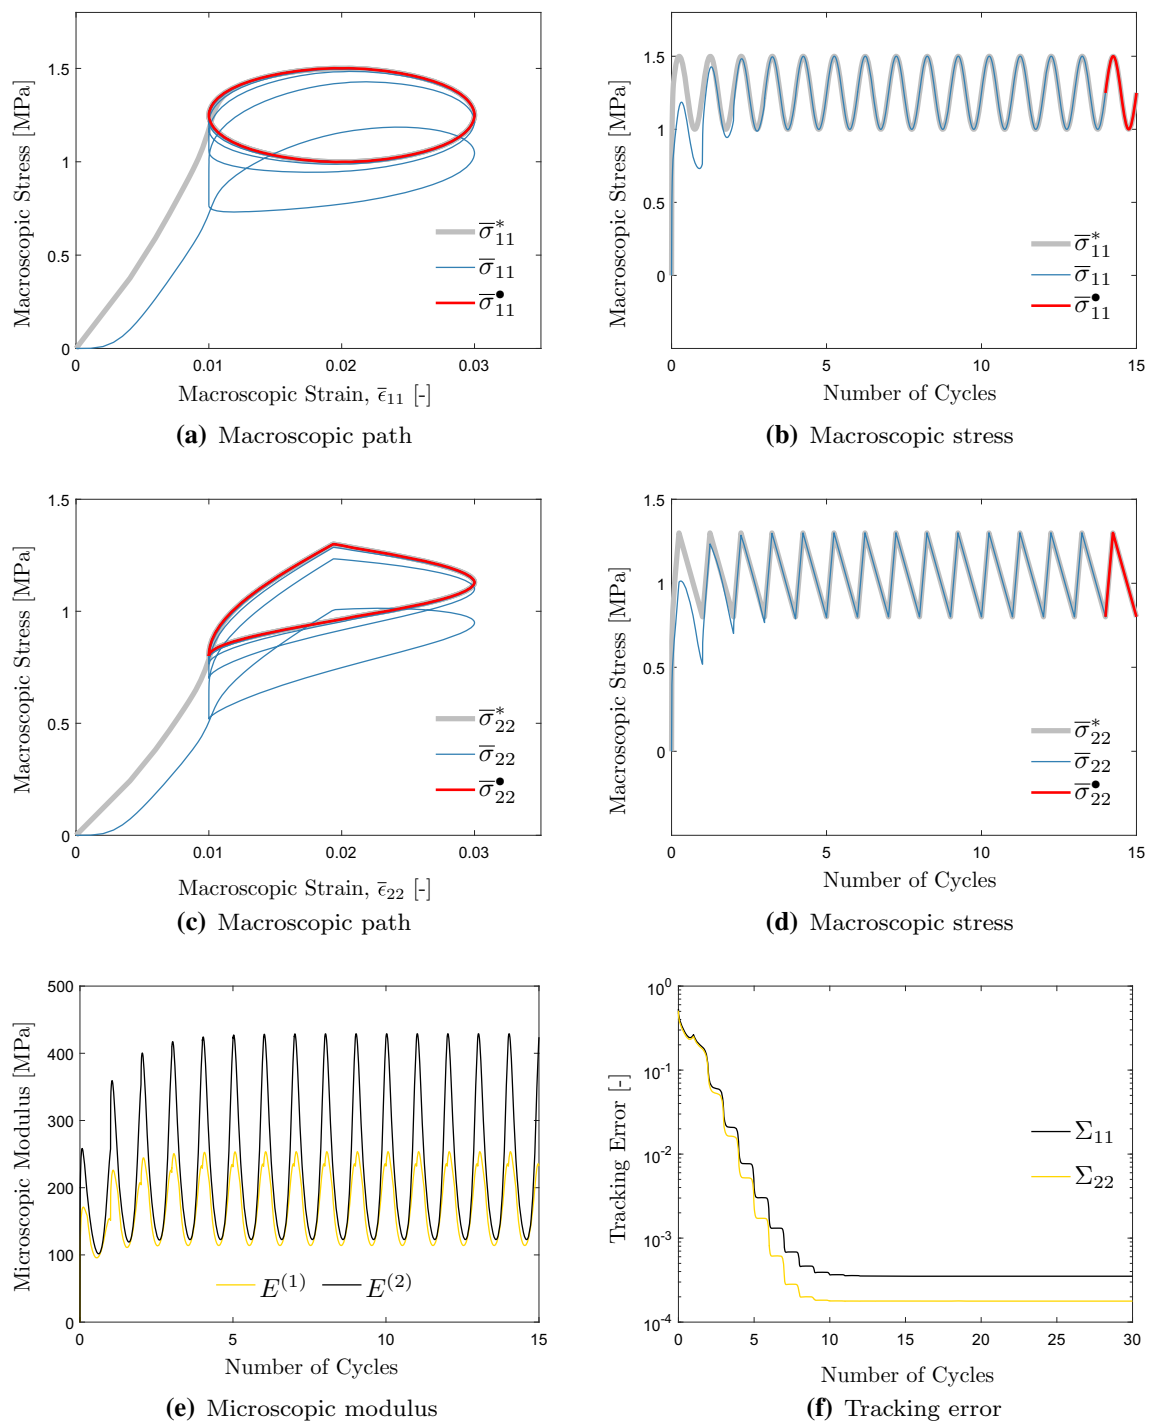 Macroscopic Stress [MPa]
1.5
1
0.5
0
0
0.01
0.02
0.03
σ̅*₁₁
σ̅₁₁
σ̅•₁₁
Macroscopic Strain, ε̅₁₁ [-]
(a) Macroscopic path
Macroscopic Stress [MPa]
1.5
1
0.5
0
0
5
10
15
σ̅*₁₁
σ̅₁₁
σ̅•₁₁
Number of Cycles
(b) Macroscopic stress
Macroscopic Stress [MPa]
1.5
1
0.5
0
0
0.01
0.02
0.03
σ̅*₂₂
σ̅₂₂
σ̅•₂₂
Macroscopic Strain, ε̅₂₂ [-]
(c) Macroscopic path
Macroscopic Stress [MPa]
1.5
1
0.5
0
0
5
10
15
σ̅*₂₂
σ̅₂₂
σ̅•₂₂
Number of Cycles
(d) Macroscopic stress
Microscopic Modulus [MPa]
500
400
300
200
100
0
0
5
10
15
E⁽¹⁾ E⁽²⁾
Number of Cycles
(e) Microscopic modulus
Tracking Error [-]
10⁰
10⁻¹
10⁻²
10⁻³
10⁻⁴
0
5
10
15
20
25
30
Σ₁₁
Σ₂₂
Number of Cycles
(f) Tracking error